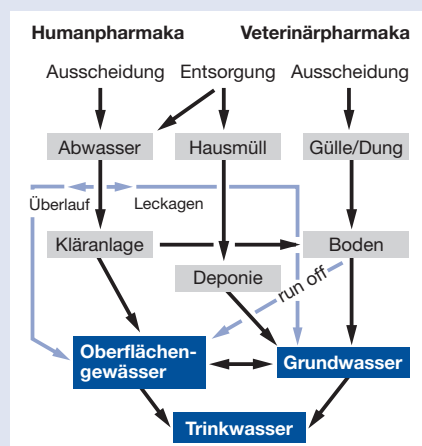 Humanpharmaka Veterinärpharmaka
Ausscheidung Entsorgung Ausscheidung
Abwasser Hausmüll Gülle/Dung
Überlauf Leckagen
Kläranlage Boden
Deponie
run off
Oberflächen-
gewässer
Grundwasser
Trinkwasser